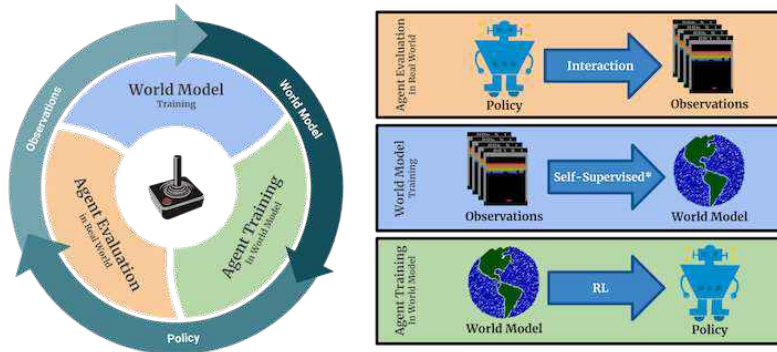 World Model
Training
Observations
World Model
Agent Evaluation
in Real World
Agent Training
in World Model
Policy
Agent Evaluation
in Real World
Policy
Interaction
Observations
World Model
Training
Observations
Self-Supervised*
World Model
Agent Training
in World Model
World Model
RL
Policy